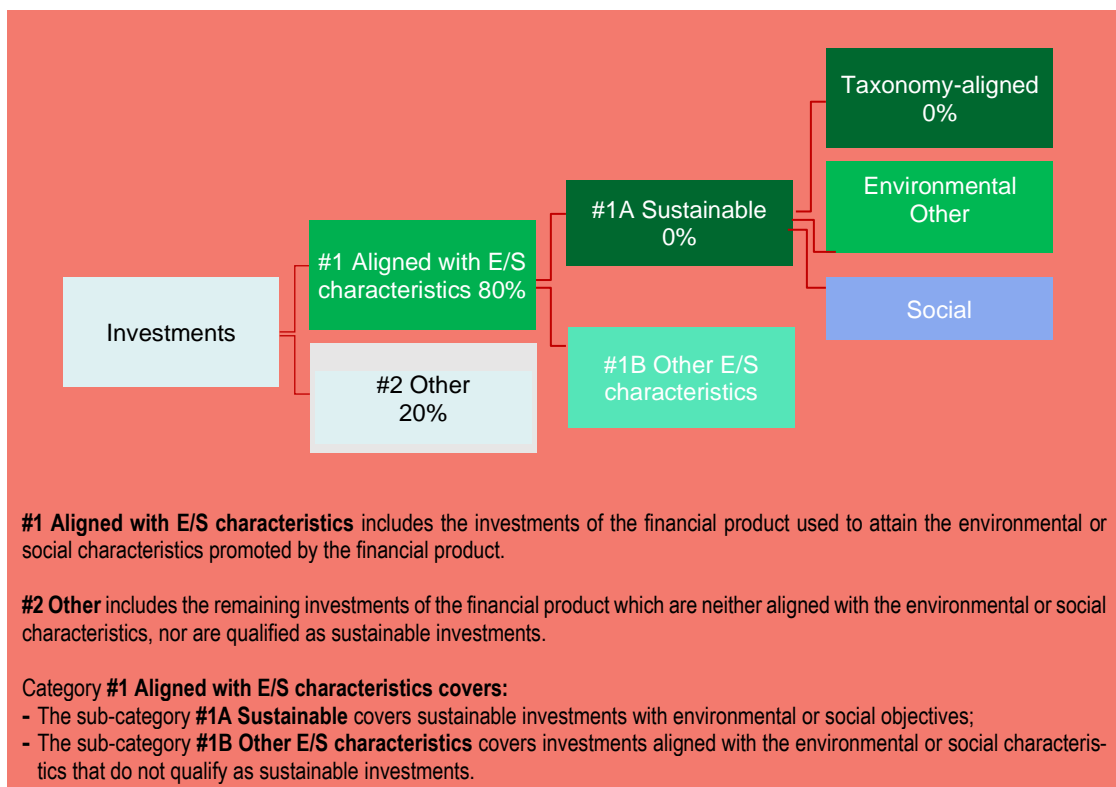 Taxonomy-aligned
0%
Environmental
Other
#1A Sustainable
0%
#1 Aligned with E/S
characteristics 80%
Social
Investments
#1B Other E/S
characteristics
#2 Other
20%
#1 Aligned with E/S characteristics includes the investments of the financial product used to attain the environmental or
social characteristics promoted by the financial product.
#2 Other includes the remaining investments of the financial product which are neither aligned with the environmental or social
characteristics, nor are qualified as sustainable investments.
Category #1 Aligned with E/S characteristics covers:
- The sub-category #1A Sustainable covers sustainable investments with environmental or social objectives;
- The sub-category #1B Other E/S characteristics covers investments aligned with the environmental or social characteris-
tics that do not qualify as sustainable investments.